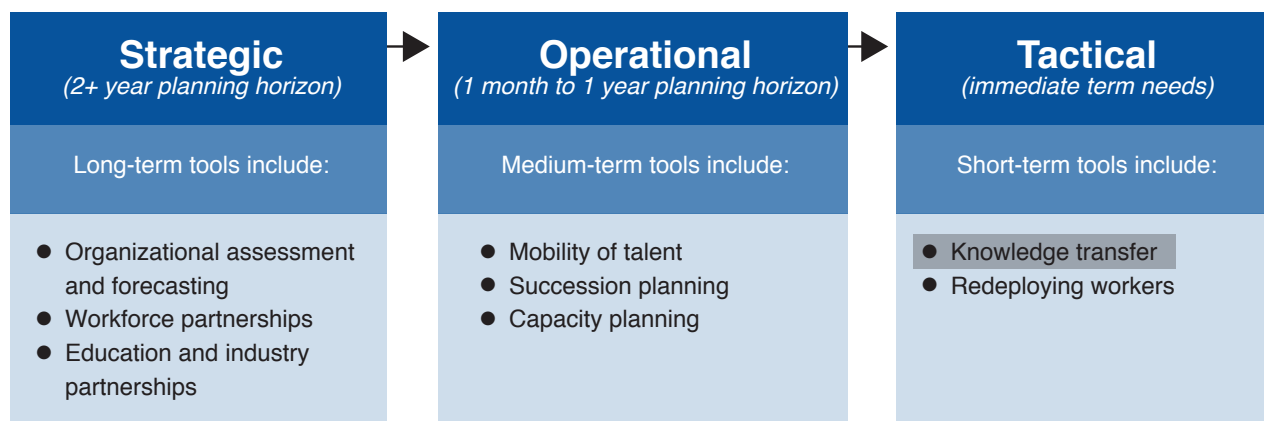 Strategic
(2+ year planning horizon)
Long-term tools include:
● Organizational assessment
and forecasting
● Workforce partnerships
● Education and industry
partnerships
Operational
(1 month to 1 year planning horizon)
Medium-term tools include:
● Mobility of talent
● Succession planning
● Capacity planning
Tactical
(immediate term needs)
Short-term tools include:
● Knowledge transfer
● Redeploying workers